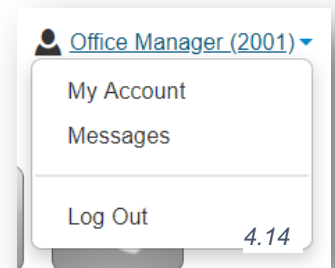 Office Manager (2001)
My Account
Messages
Log Out
4.14